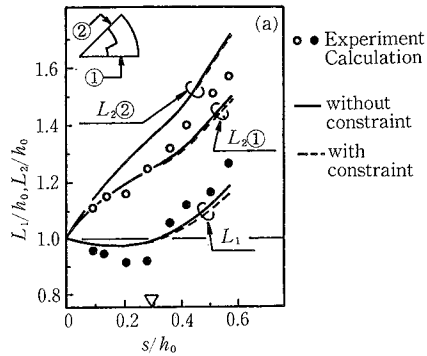 (a)
②
①
L₂②
L₂①
L₁
1.6
1.4
1.2
1.0
0.8
L₁/h₀, L₂/h₀
0
0.2
0.4
0.6
s/h₀
Experiment
Calculation
without
constraint
with
constraint